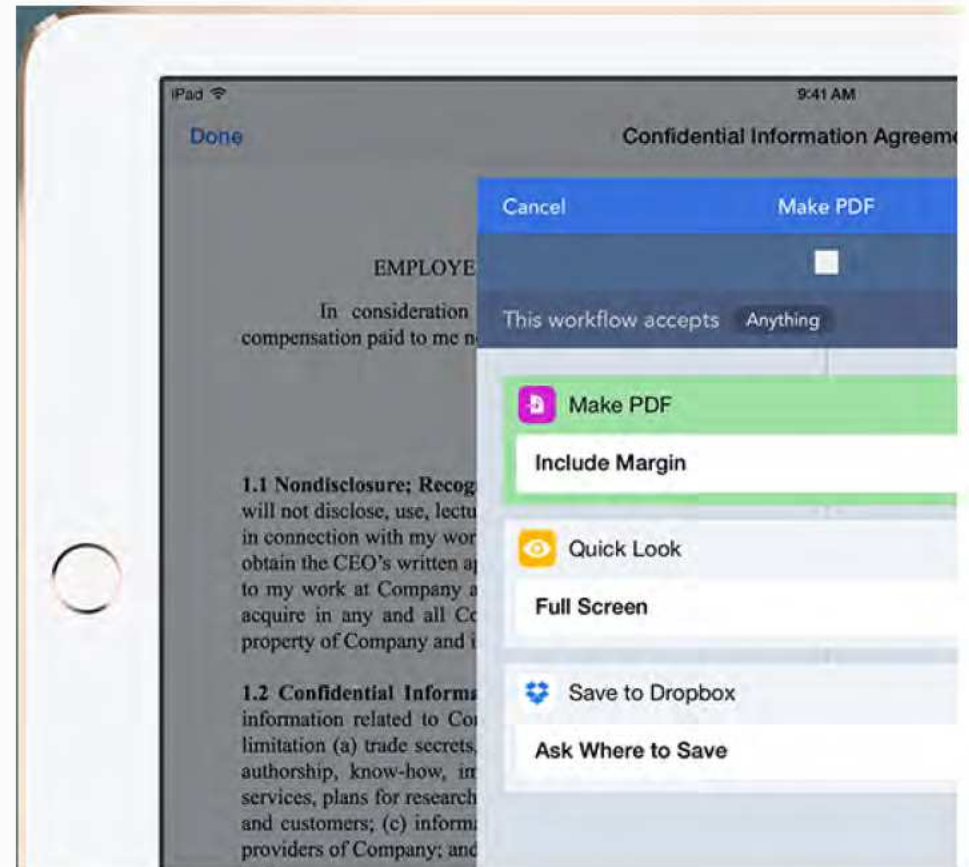 iPad
9:41 AM
Done
Confidential Information Agreem
Cancel
Make PDF
EMPLOYE
In consideration
compensation paid to me n
This workflow accepts Anything
Make PDF
Include Margin
1.1 Nondisclosure; Recog
will not disclose, use, lectu
in connection with my wor
obtain the CEO's written a
to my work at Company a
acquire in any and all Co
property of Company and i
Quick Look
Full Screen
1.2 Confidential Informa
information related to Co
limitation (a) trade secrets,
authorship, know-how, im
services, plans for research
and customers; (c) informa
providers of Company; and
Save to Dropbox
Ask Where to Save